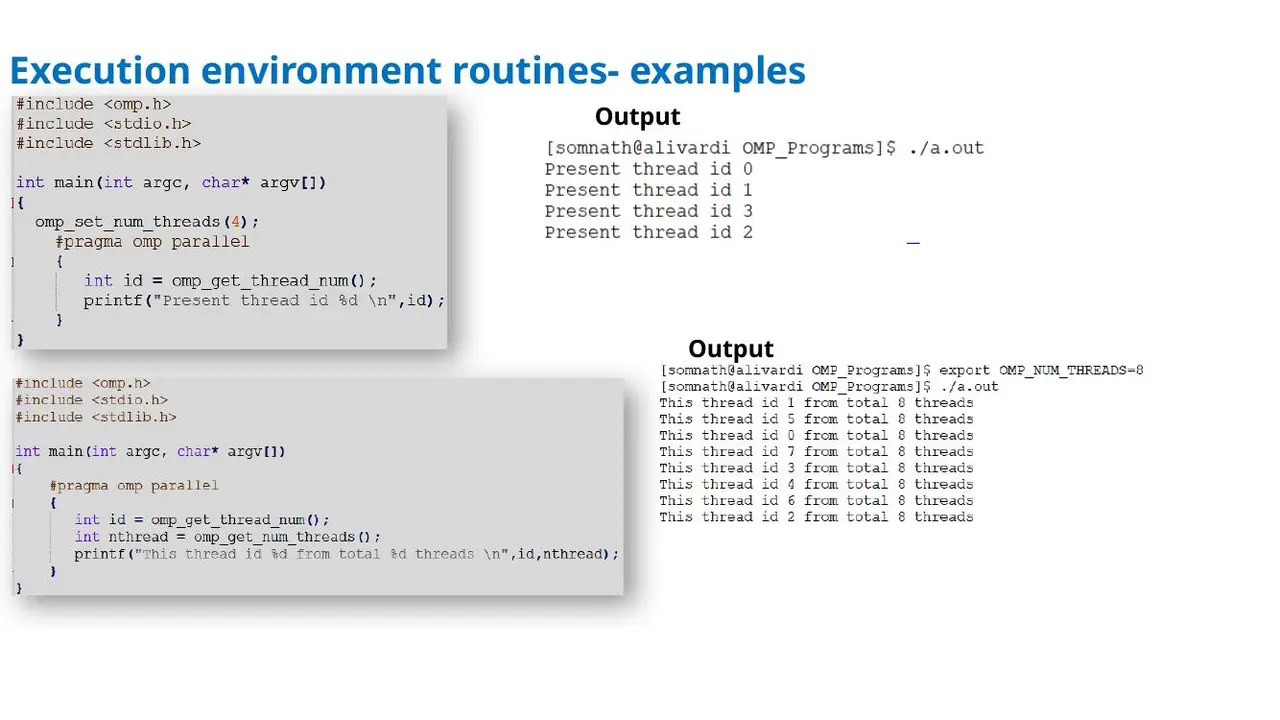 Execution environment routines- examples
#include <omp.h>
#include <stdio.h>
#include <stdlib.h>
int main(int argc, char* argv[])
{
omp_set_num_threads(4);
#pragma omp parallel
{
int id = omp_get_thread_num();
printf("Present thread id %d \n",id);
}
}
Output
[somnath@alivardi OMP_Programs]$ ./a.out
Present thread id 0
Present thread id 1
Present thread id 3
Present thread id 2
#include <omp.h>
#include <stdio.h>
#include <stdlib.h>
int main(int argc, char* argv[])
{
#pragma omp parallel
{
int id = omp_get_thread_num();
int nthread = omp_get_num_threads();
printf("This thread id %d from total %d threads \n",id,nthread);
}
}
Output
[somnath@alivardi OMP_Programs]$ export OMP_NUM_THREADS=8
[somnath@alivardi OMP_Programs]$ ./a.out
This thread id 1 from total 8 threads
This thread id 5 from total 8 threads
This thread id 0 from total 8 threads
This thread id 7 from total 8 threads
This thread id 3 from total 8 threads
This thread id 4 from total 8 threads
This thread id 6 from total 8 threads
This thread id 2 from total 8 threads